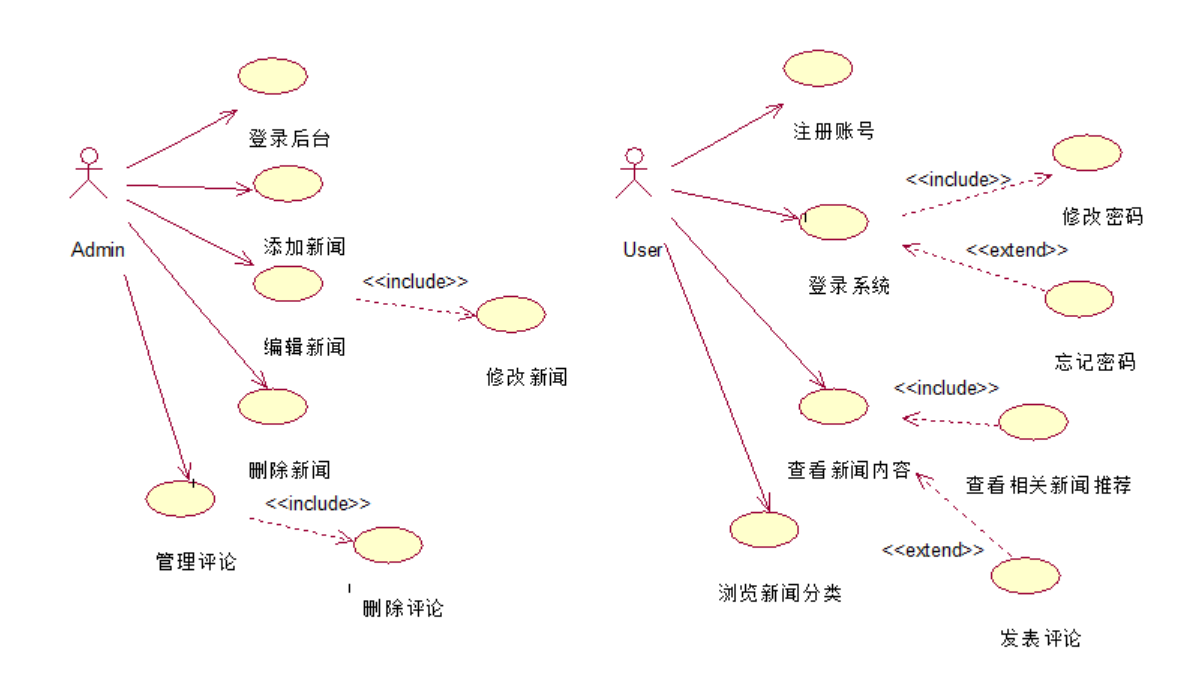 登录后台
Admin
添加新闻
<<include>>
编辑新闻
修改新闻
删除新闻
<<include>>
管理评论
删除评论
注册账号
<<include>>
修改密码
User
<<extend>>
登录系统
忘记密码
<<include>>
查看新闻内容
查看相关新闻推荐
<<extend>>
浏览新闻分类
发表评论